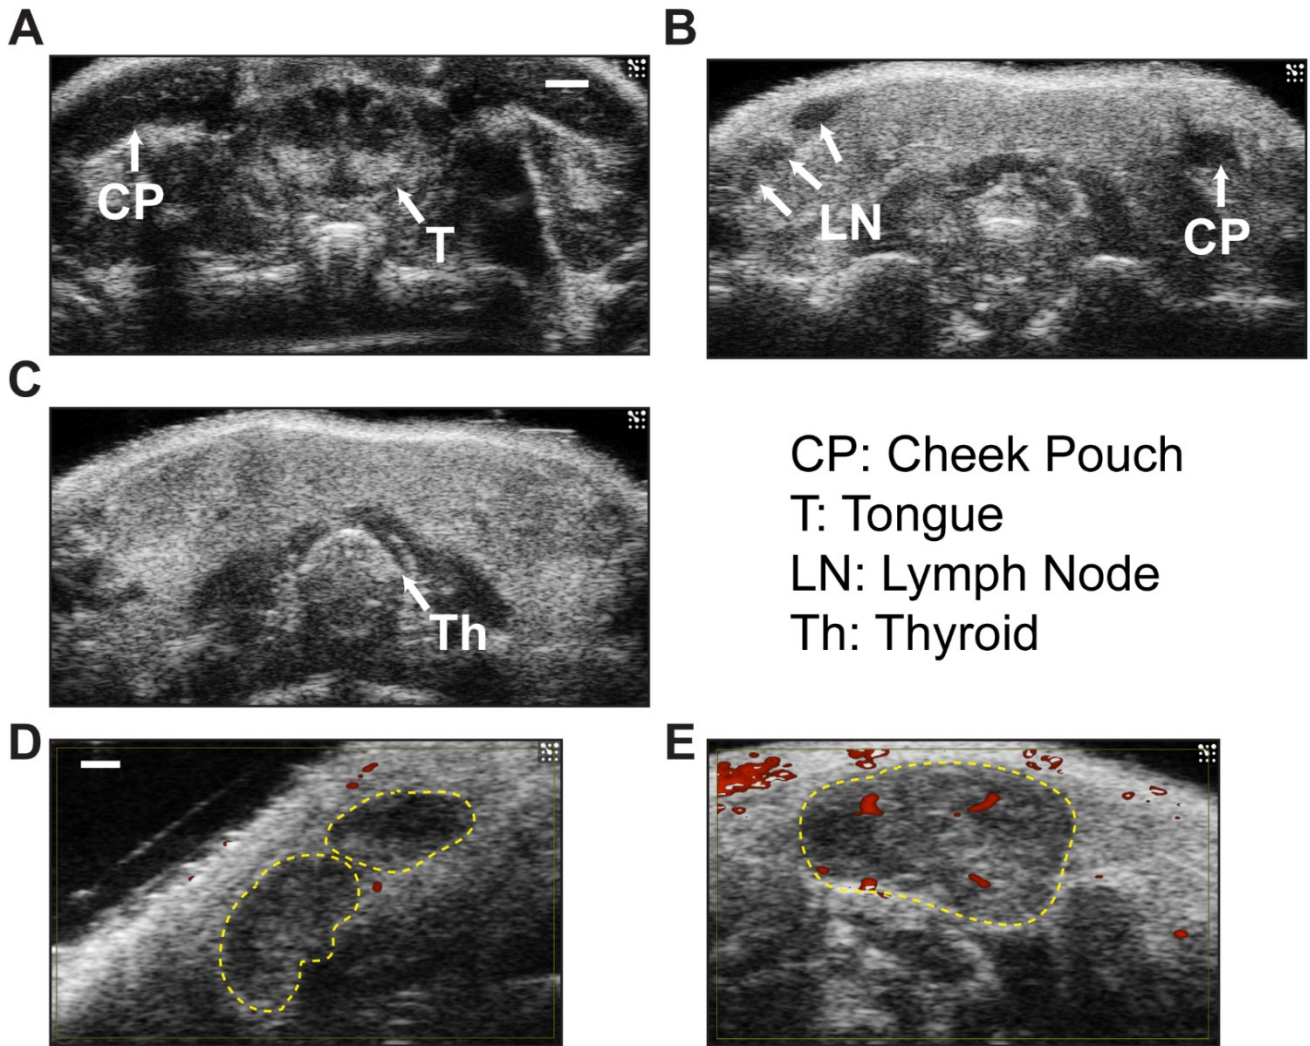 A
CP
T
B
LN
CP
C
Th
CP: Cheek Pouch
T: Tongue
LN: Lymph Node
Th: Thyroid
D
E